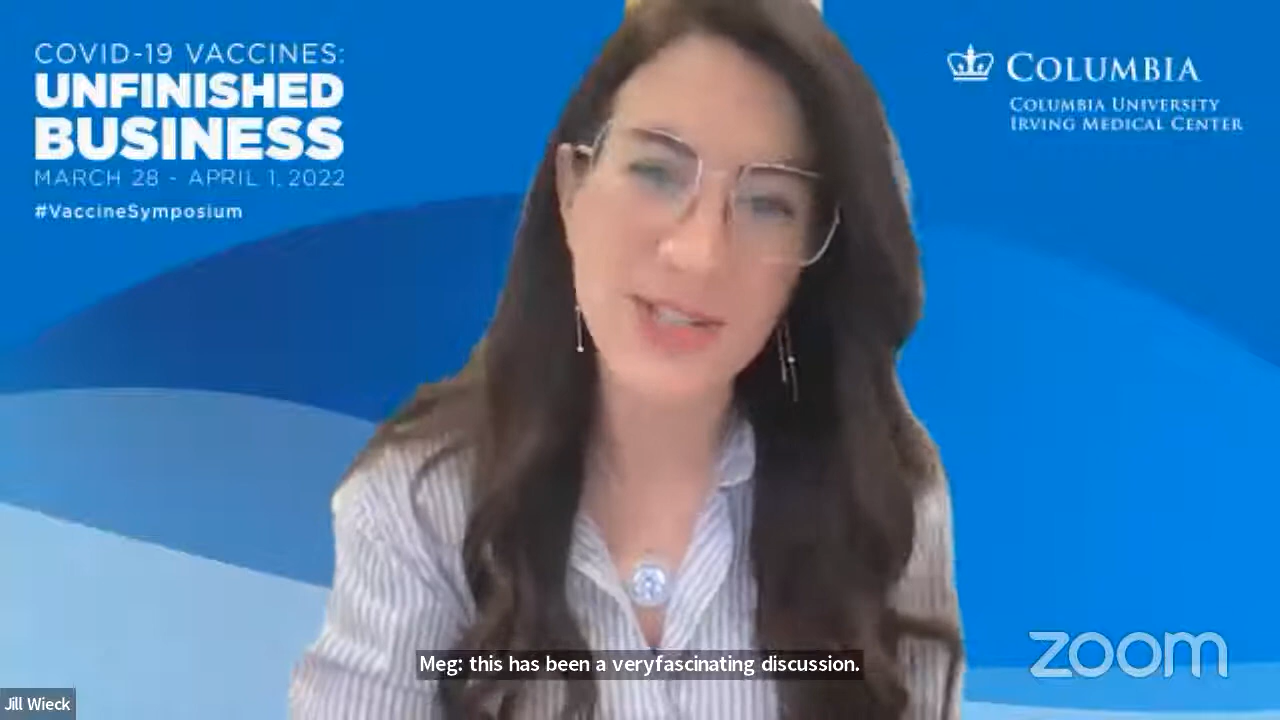 COVID-19 VACCINES:
UNFINISHED
BUSINESS
MARCH 28 - APRIL 1, 2022
#VaccineSymposium
COLUMBIA
COLUMBIA UNIVERSITY
IRVING MEDICAL CENTER
Meg: this has been a veryfascinating discussion.
zoom
Jill Wieck